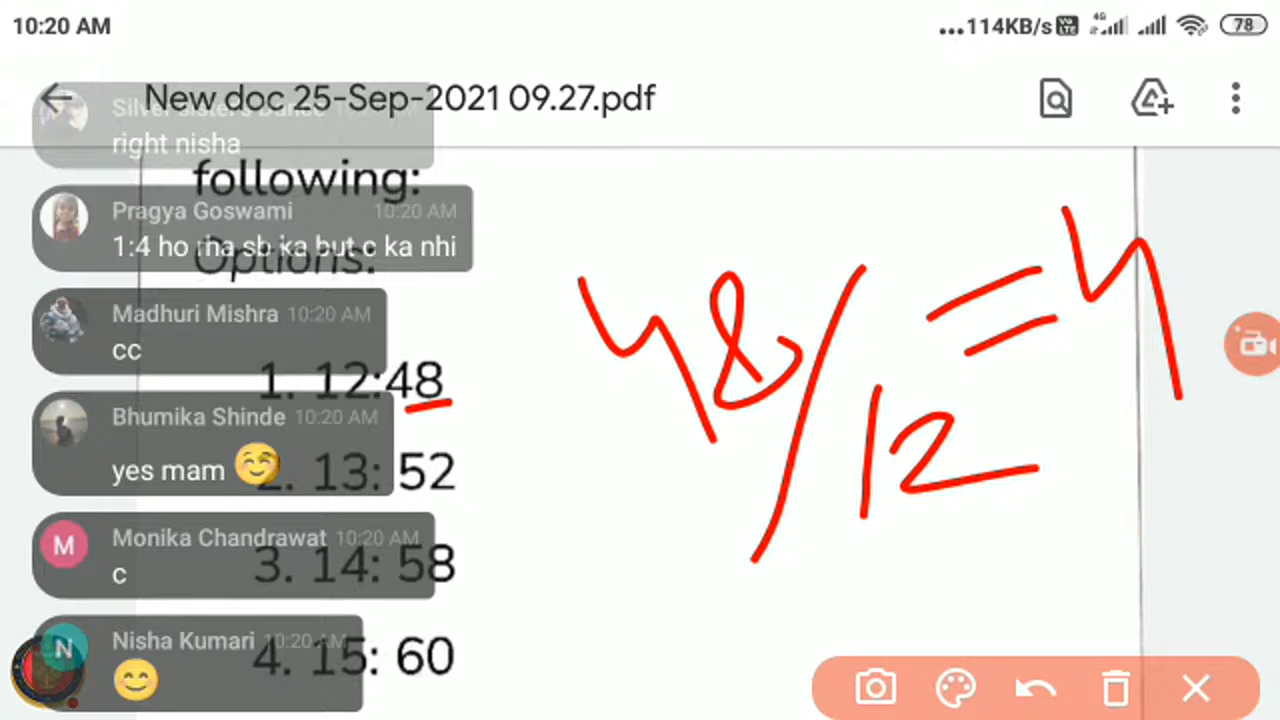 10:20 AM
...114KB/s VoLTE 4G 78
New doc 25-Sep-2021 09.27.pdf
right nisha
following:
Pragya Goswami 10:20 AM
1:4 ho rha sb ka but c ka nhi
Options:
Madhuri Mishra 10:20 AM
cc
1. 12:48
Bhumika Shinde 10:20 AM
yes mam 😊
2. 13: 52
Monika Chandrawat 10:20 AM
M
c
3. 14: 58
Nisha Kumari 10:20 AM
N
😊
4. 15: 60
48/12 = 4